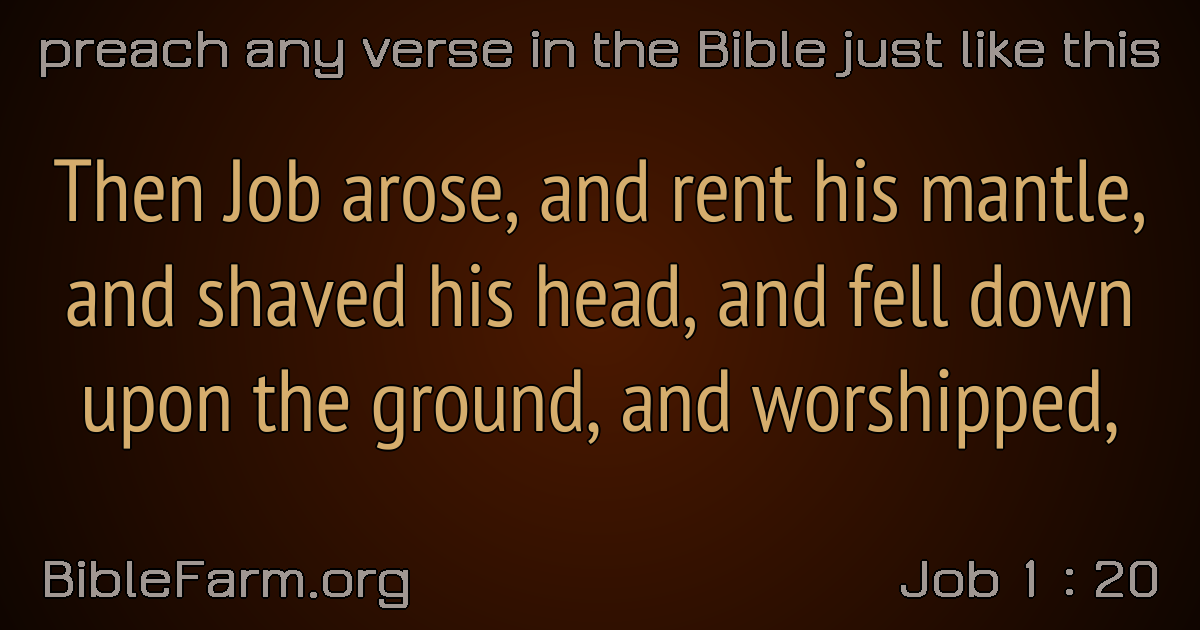 preach any verse in the Bible just like this
Then Job arose, and rent his mantle,
and shaved his head, and fell down
upon the ground, and worshipped,
BibleFarm.org
Job 1 : 20